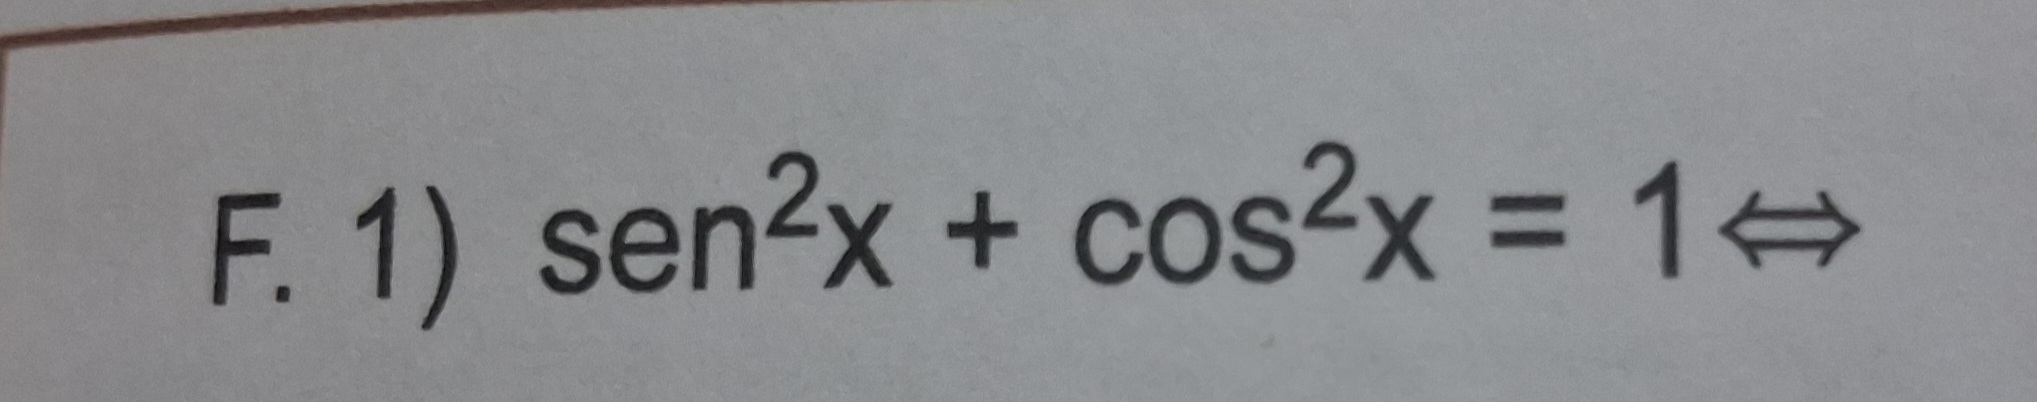 F. 1) sen²x + cos²x = 1⇔